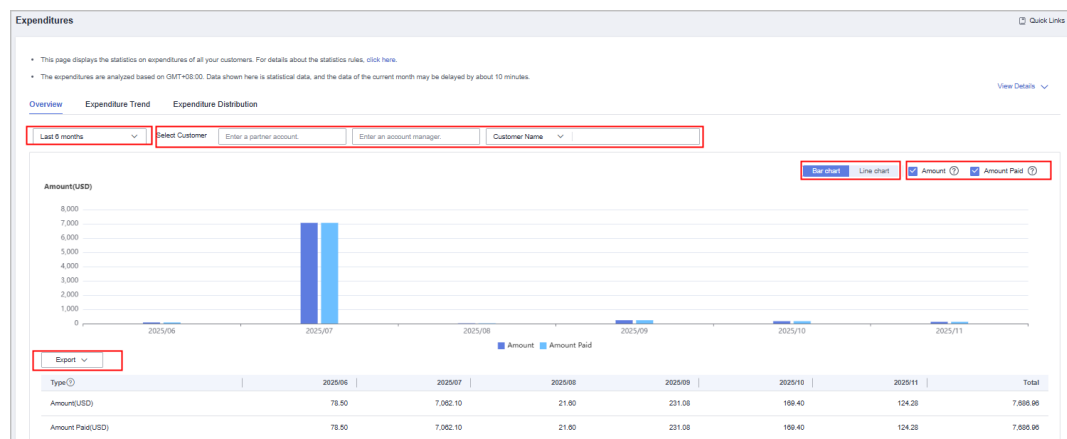 Expenditures
Quick Links
• This page displays the statistics on expenditures of all your customers. For details about the statistics rules, click here.
• The expenditures are analyzed based on GMT+08:00. Data shown here is statistical data, and the data of the current month may be delayed by about 10 minutes.
View Details
Overview Expenditure Trend Expenditure Distribution
Last 6 months Select Customer Enter a partner account. Enter an account manager. Customer Name
Bar chart Line chart Amount ? Amount Paid ?
Amount(USD)
8,000
7,000
6,000
5,000
4,000
3,000
2,000
1,000
0
2025/06 2025/07 2025/08 2025/09 2025/10 2025/11
Amount Amount Paid
Export
Type ? 2025/06 2025/07 2025/08 2025/09 2025/10 2025/11 Total
Amount(USD) 78.50 7,062.10 21.60 231.08 169.40 124.28 7,686.96
Amount Paid(USD) 78.50 7,062.10 21.60 231.08 169.40 124.28 7,686.96